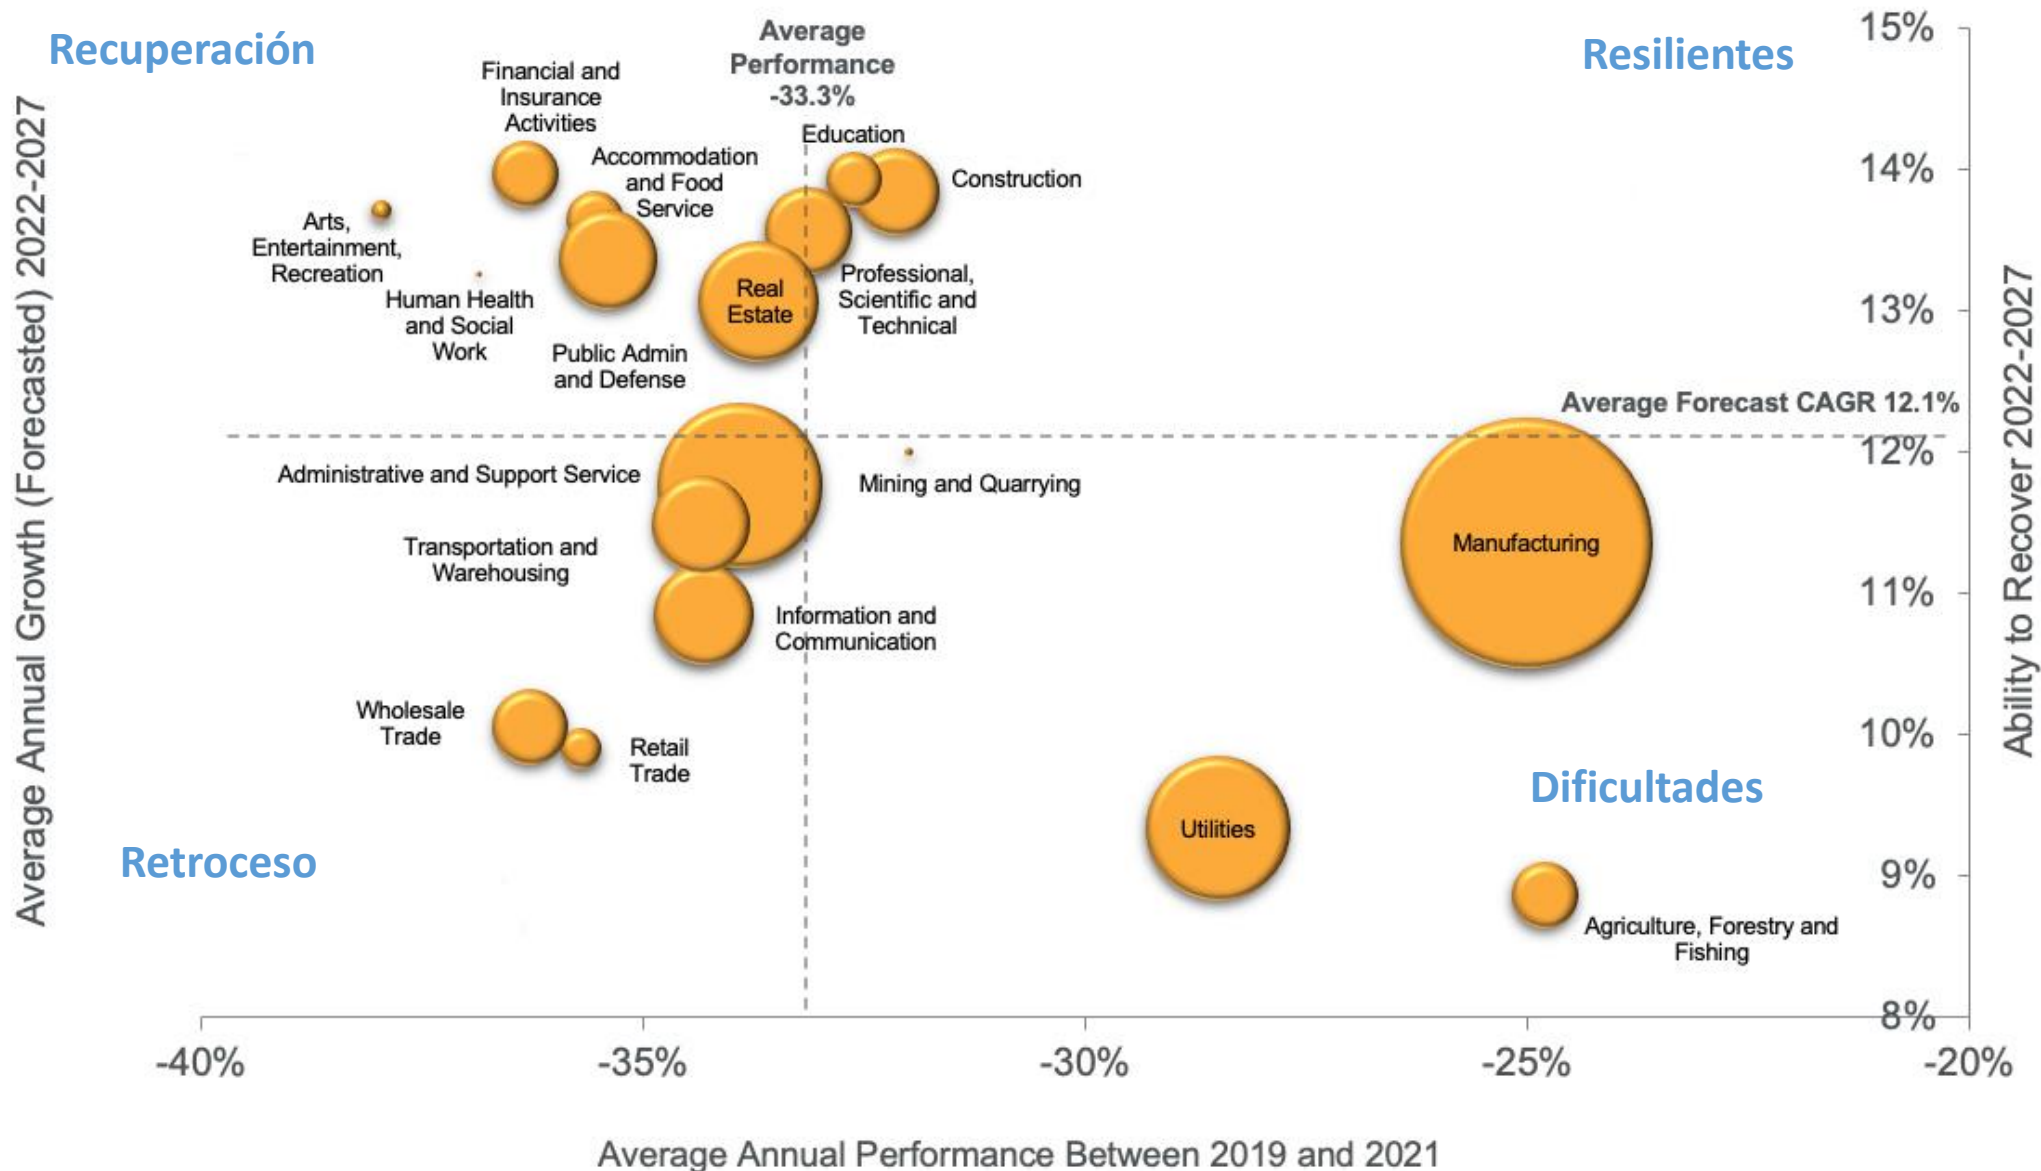 Recuperación
Average
Performance
-33.3%
Resilientes
15%
Financial and
Insurance
Activities
Accommodation
and Food
Service
Education
Construction
14%
Arts,
Entertainment,
Recreation
Human Health
and Social
Work
Public Admin
and Defense
Real
Estate
Professional,
Scientific and
Technical
13%
Average Forecast CAGR 12.1%
12%
Administrative and Support Service
Mining and Quarrying
Transportation and
Warehousing
Manufacturing
11%
Information and
Communication
Wholesale
Trade
Retail
Trade
10%
Dificultades
Utilities
Retroceso
9%
Agriculture, Forestry and
Fishing
8%
-40%
-35%
-30%
-25%
-20%
Average Annual Performance Between 2019 and 2021
Average Annual Growth (Forecasted) 2022-2027
Ability to Recover 2022-2027